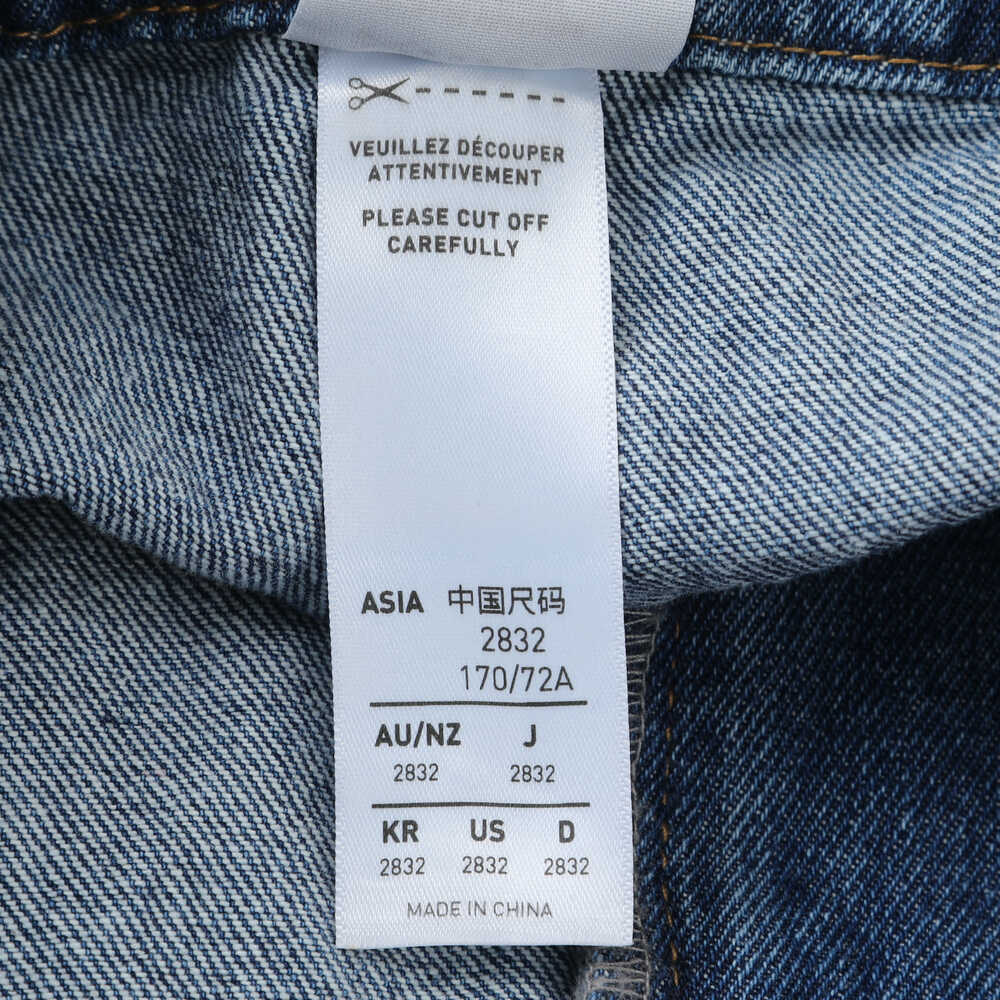 VEUILLEZ DÉCOUPER
ATTENTIVEMENT
PLEASE CUT OFF
CAREFULLY
ASIA 中国尺码
2832
170/72A
AU/NZ J
2832 2832
KR US D
2832 2832 2832
MADE IN CHINA